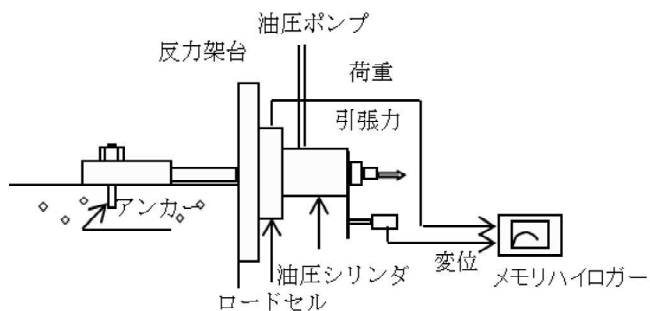 油圧ポンプ
反力架台
荷重
引張力
アンカー
油圧シリンダ
変位
メモリハイロガー
ロードセル